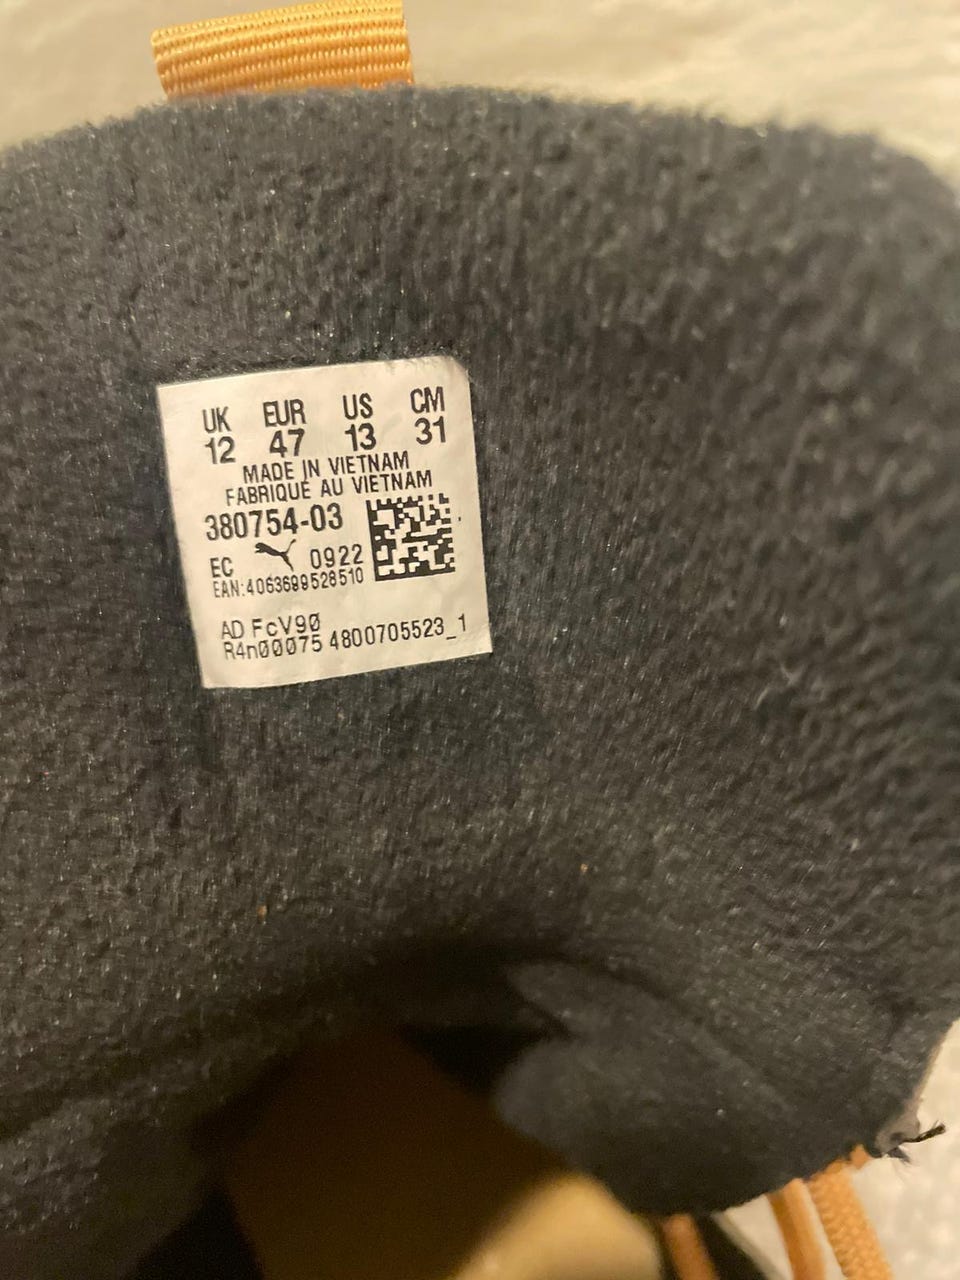 UK EUR US CM
12 47 13 31
MADE IN VIETNAM
FABRIQUE AU VIETNAM
380754-03
EC 0922
EAN:4063699528510
AD FcV90
R4n00075 4800705523_1